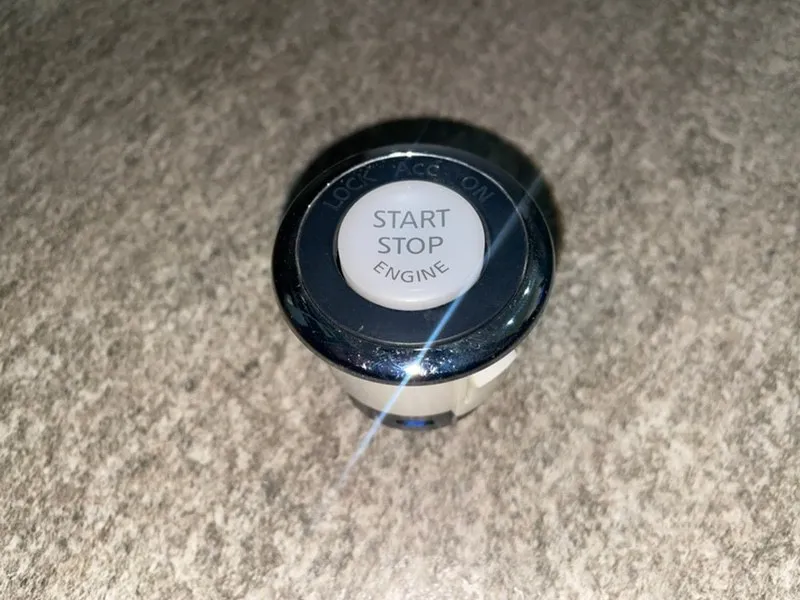 LOCK Acc ON
START
STOP
ENGINE